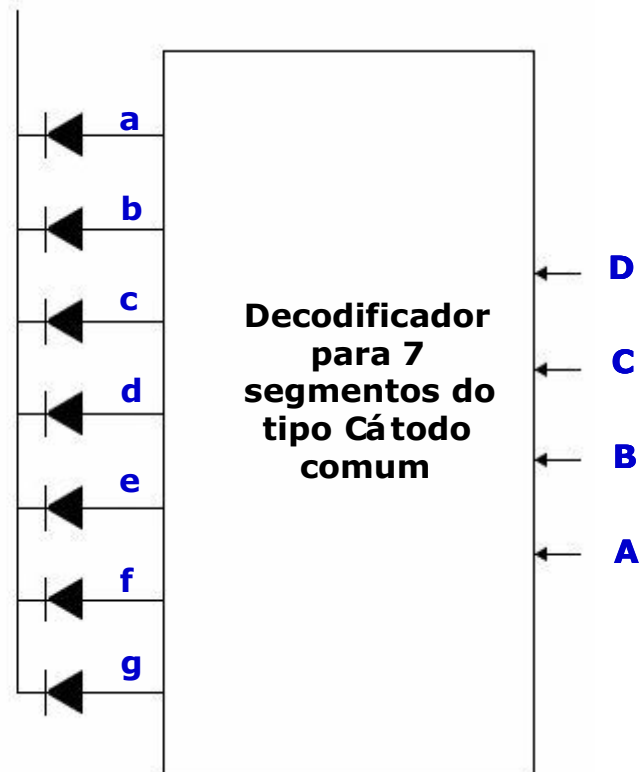 a
b
c
d
e
f
g
Decodificador
para 7
segmentos do
tipo Cátodo
comum
D
C
B
A